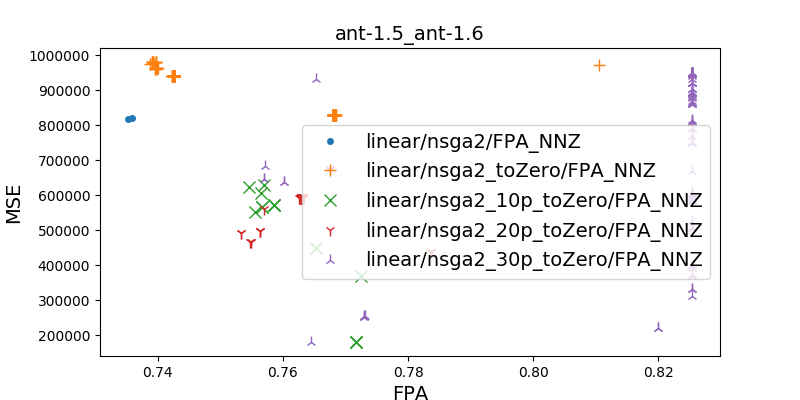 ant-1.5_ant-1.6
1000000
900000
800000
700000
600000
500000
400000
300000
200000
MSE
linear/nsga2/FPA_NNZ
linear/nsga2_toZero/FPA_NNZ
linear/nsga2_10p_toZero/FPA_NNZ
linear/nsga2_20p_toZero/FPA_NNZ
linear/nsga2_30p_toZero/FPA_NNZ
0.74 0.76 0.78 0.80 0.82
FPA